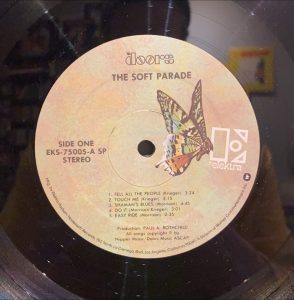 the doors
THE SOFT PARADE
SIDE ONE
EKS-75005-A SP
STEREO
elektra
1. TELL ALL THE PEOPLE (Krieger) 3:24
2. TOUCH ME (Krieger) 3:15
3. SHAMAN'S BLUES (Morrison) 4:45
4. DO IT (Morrison/Krieger) 3:01
5. EASY RIDE (Morrison) 2:35
Production: PAUL A. ROTHCHILD
All songs copyright © by
Nipper Music/Doors Music ASCAP